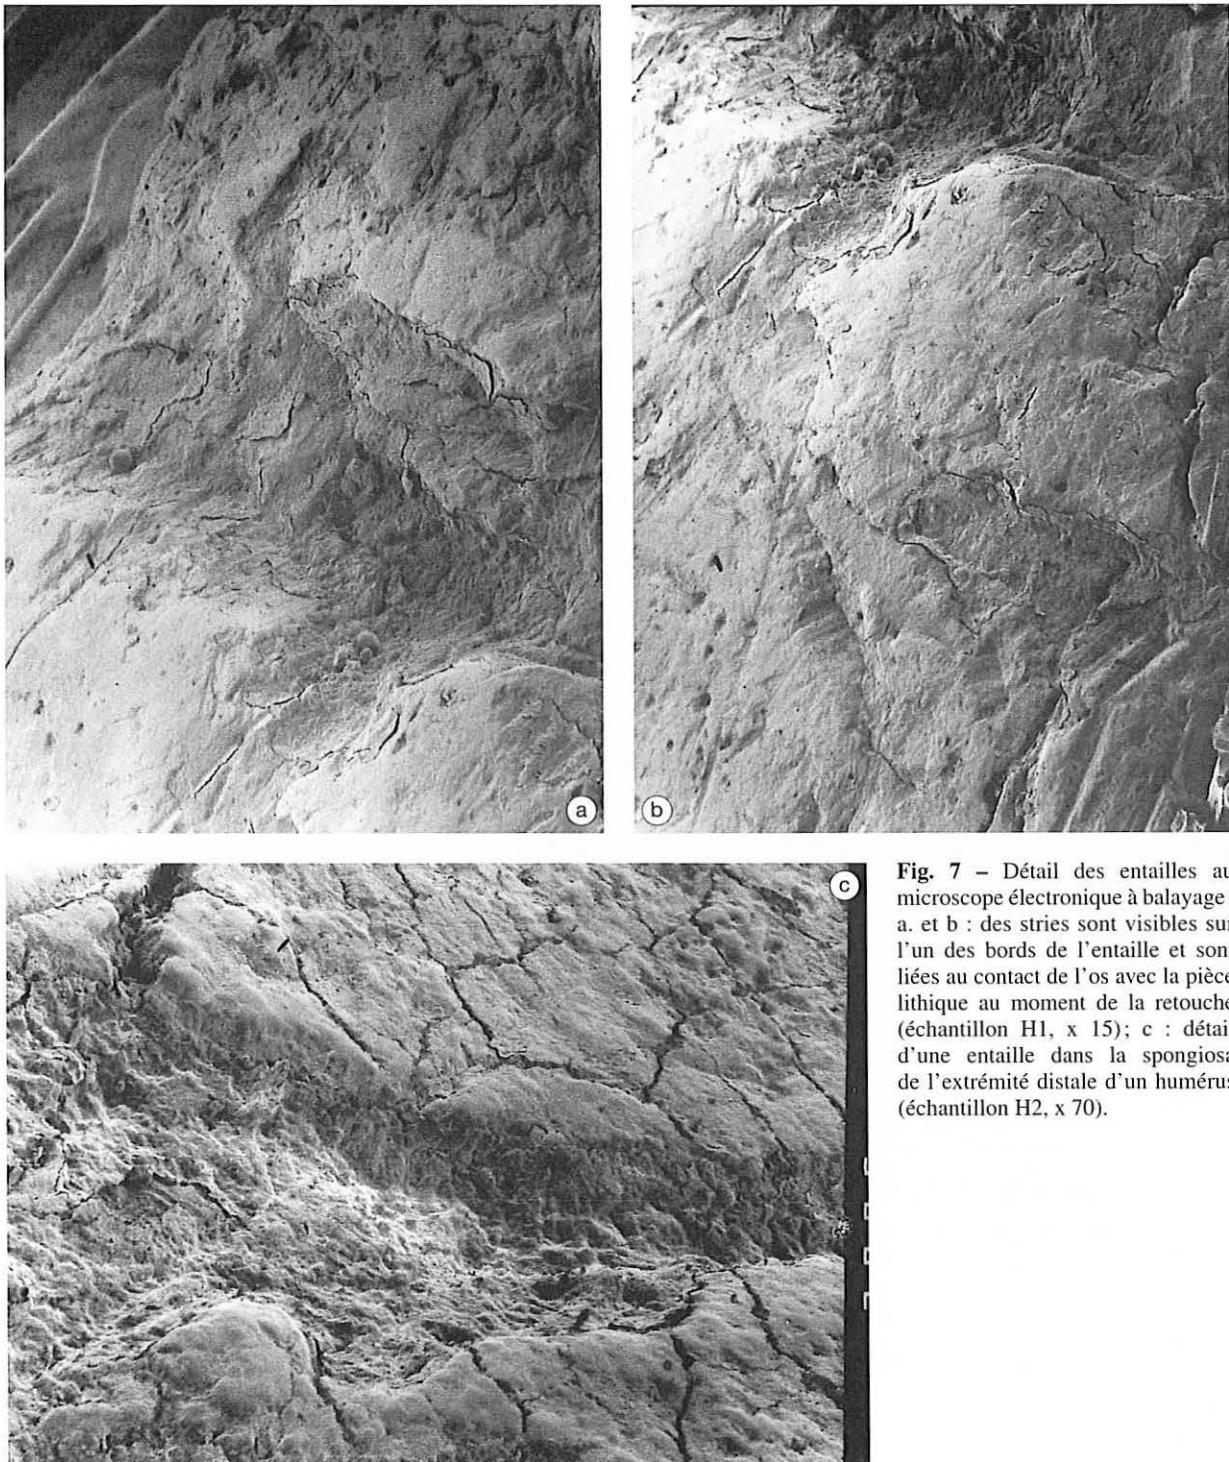 a
b
c
Fig. 7 – Détail des entailles au
microscope électronique à balayage
a. et b : des stries sont visibles sur
l'un des bords de l'entaille et sont
liées au contact de l'os avec la pièce
lithique au moment de la retouche
(échantillon H1, x 15); c : détail
d'une entaille dans la spongiosa
de l'extrémité distale d'un humérus
(échantillon H2, x 70).